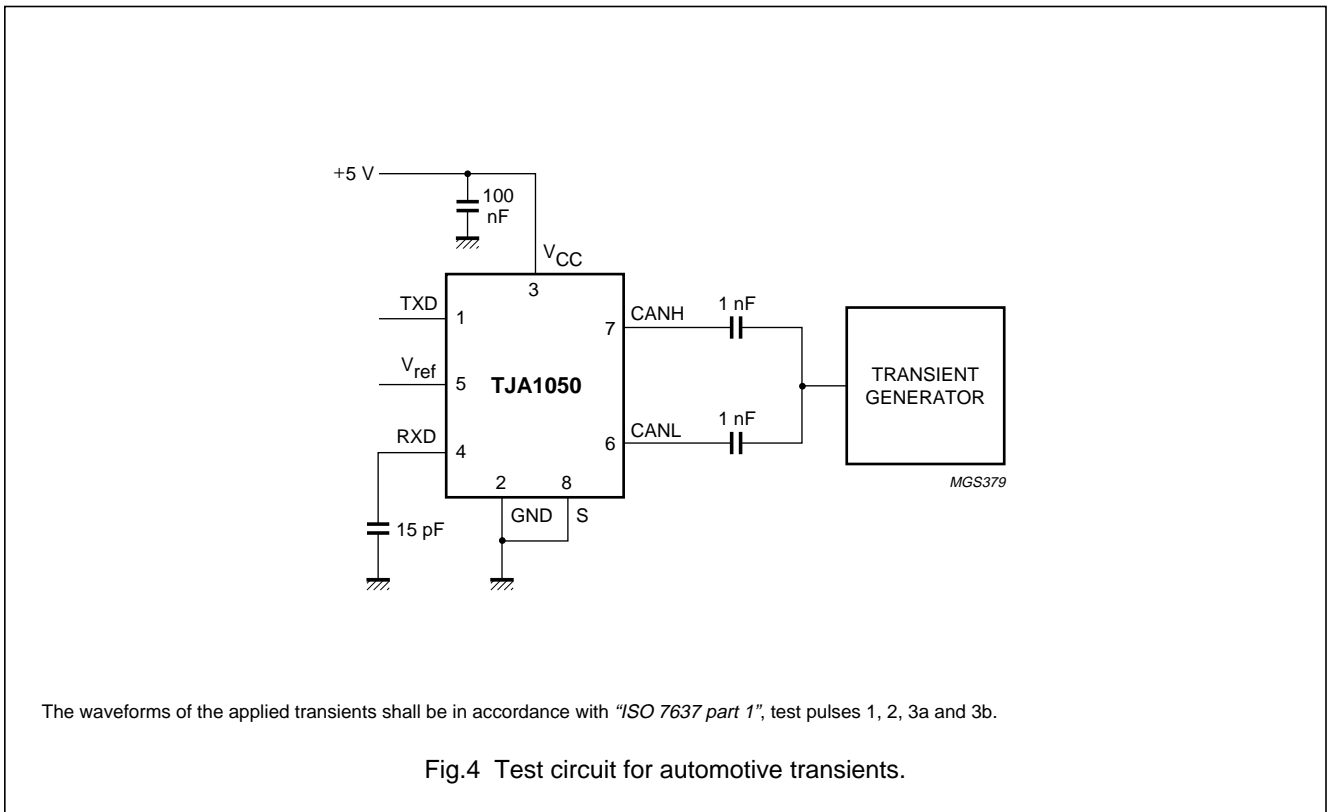 +5 V
100
nF
VCC
3
TXD
1
Vref
5
RXD
4
TJA1050
7
CANH
1 nF
6
CANL
1 nF
2
8
GND
S
15 pF
TRANSIENT
GENERATOR
MGS379
The waveforms of the applied transients shall be in accordance with “ISO 7637 part 1”, test pulses 1, 2, 3a and 3b.
Fig.4 Test circuit for automotive transients.